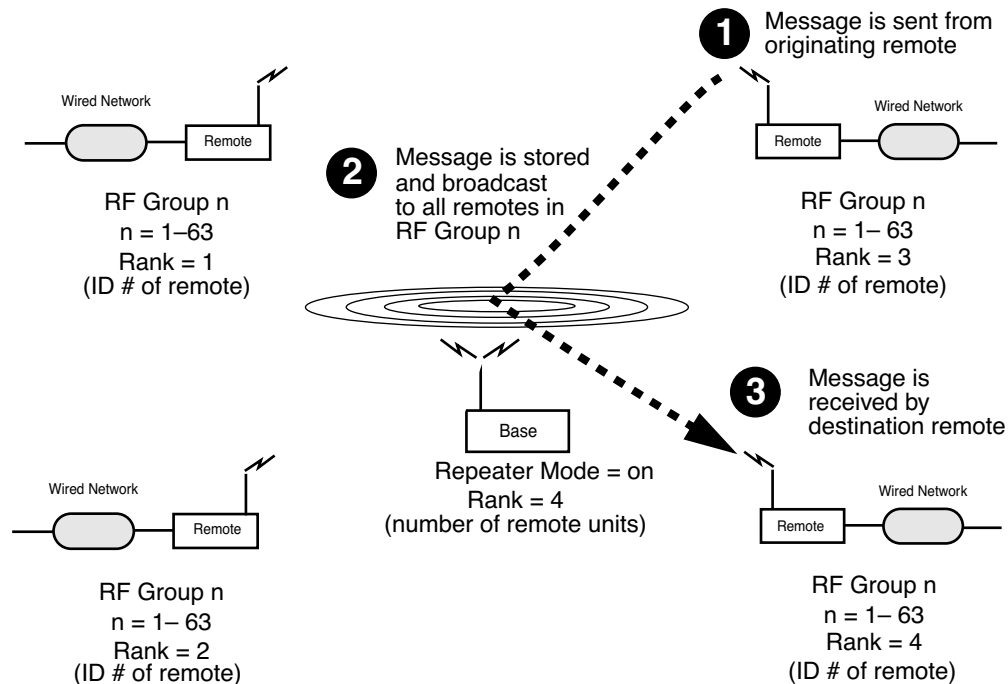 1
Message is sent from
originating remote
Wired Network
Remote
RF Group n
n = 1–63
Rank = 1
(ID # of remote)
2
Message is stored
and broadcast
to all remotes in
RF Group n
Wired Network
Remote
RF Group n
n = 1– 63
Rank = 3
(ID # of remote)
3
Message is
received by
destination remote
Base
Repeater Mode = on
Rank = 4
(number of remote units)
Wired Network
Remote
RF Group n
n = 1– 63
Rank = 2
(ID # of remote)
Wired Network
Remote
RF Group n
n = 1– 63
Rank = 4
(ID # of remote)